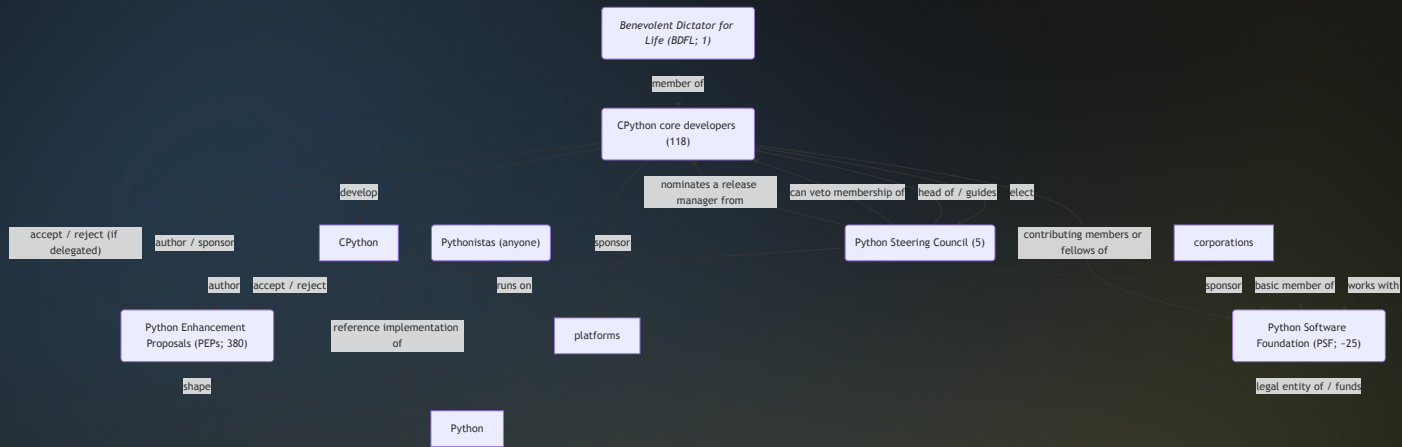 Benevolent Dictator for
Life (BDFL; 1)
member of
CPython core developers
(118)
nominates a release
manager from
can veto membership of
head of / guides
elect
develop
accept / reject (if
delegated)
author / sponsor
CPython
Pythonistas (anyone)
sponsor
Python Steering Council (5)
contributing members or
fellows of
corporations
author
accept / reject
runs on
sponsor
basic member of
works with
Python Enhancement
Proposals (PEPs; 380)
reference implementation
of
platforms
Python Software
Foundation (PSF; ~25)
shape
legal entity of / funds
Python